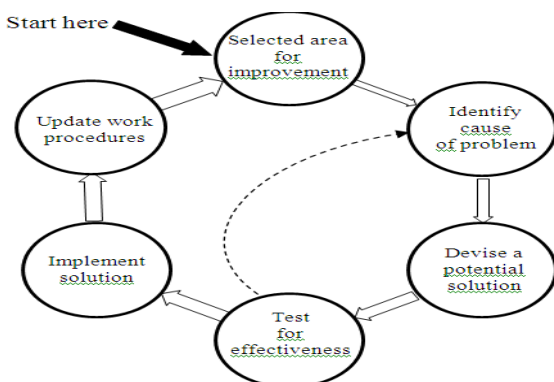 Start here
Selected area
for
improvement
Identify
cause
of problem
Devise a
potential
solution
Test
for
effectiveness
Implement
solution
Update work
procedures